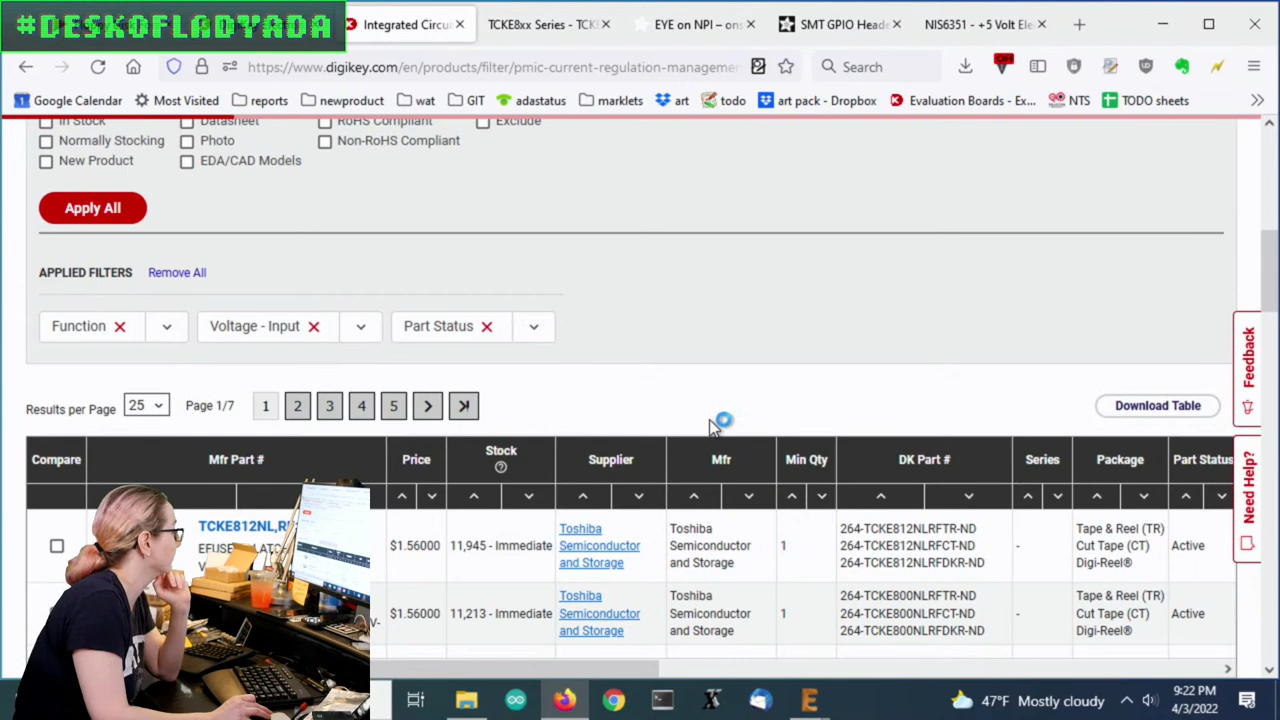 #DESKOFLADYADA
Integrated Circu
TCKE8xx Series - TCK
EYE on NPI – ons
SMT GPIO Heade
NIS6351 - +5 Volt Ele
https://www.digikey.com/en/products/filter/pmic-current-regulation-manageme
Search
Google Calendar
Most Visited
reports
newproduct
wat
GIT
adastatus
marklets
art
todo
art pack - Dropbox
Evaluation Boards - Ex...
NTS
TODO sheets
In Stock
Datasheet
RoHS Compliant
Exclude
Normally Stocking
Photo
Non-RoHS Compliant
New Product
EDA/CAD Models
Apply All
APPLIED FILTERS
Remove All
Function
Voltage - Input
Part Status
Feedback
Need Help?
Results per Page
25
Page 1/7
1
2
3
4
5
Download Table
Compare
Mfr Part #
Price
Stock
Supplier
Mfr
Min Qty
DK Part #
Series
Package
Part Status
TCKE812NL,R
$1.56000
11,945 - Immediate
Toshiba
Semiconductor
and Storage
Toshiba
Semiconductor
and Storage
1
264-TCKE812NLRFTR-ND
264-TCKE812NLRFCT-ND
264-TCKE812NLRFDKR-ND
-
Tape & Reel (TR)
Cut Tape (CT)
Digi-Reel®
Active
$1.56000
11,213 - Immediate
Toshiba
Semiconductor
and Storage
Toshiba
Semiconductor
and Storage
1
264-TCKE800NLRFTR-ND
264-TCKE800NLRFCT-ND
264-TCKE800NLRFDKR-ND
-
Tape & Reel (TR)
Cut Tape (CT)
Digi-Reel®
Active
47°F Mostly cloudy
9:22 PM
4/3/2022